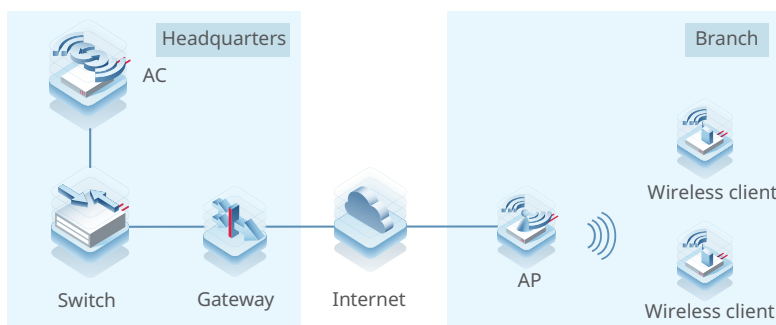 Headquarters
Branch
AC
Wireless client
AP
Switch
Gateway
Internet
Wireless client